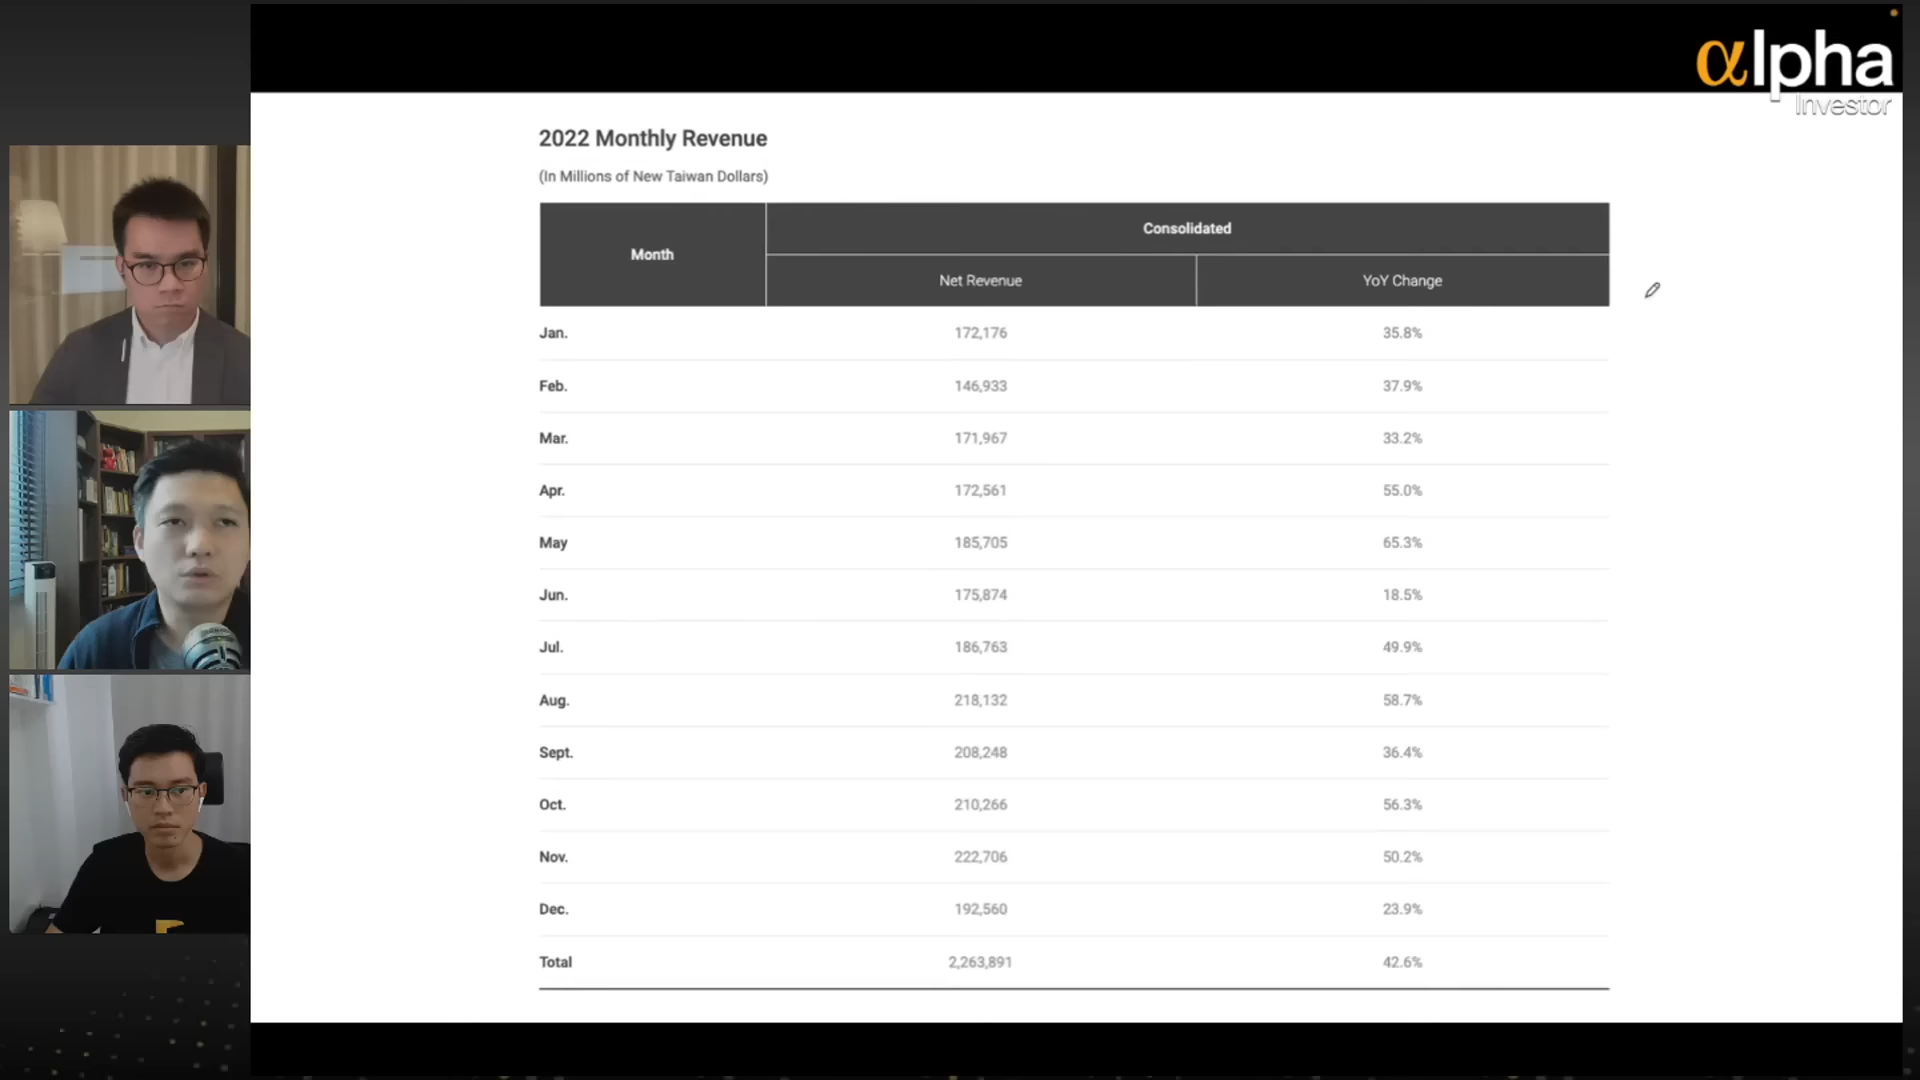 αlpha
Investor
2022 Monthly Revenue
(In Millions of New Taiwan Dollars)
Month
Consolidated
Net Revenue YoY Change
Jan. 172,176 35.8%
Feb. 146,933 37.9%
Mar. 171,967 33.2%
Apr. 172,561 55.0%
May 185,705 65.3%
Jun. 175,874 18.5%
Jul. 186,763 49.9%
Aug. 218,132 58.7%
Sept. 208,248 36.4%
Oct. 210,266 56.3%
Nov. 222,706 50.2%
Dec. 192,560 23.9%
Total 2,263,891 42.6%